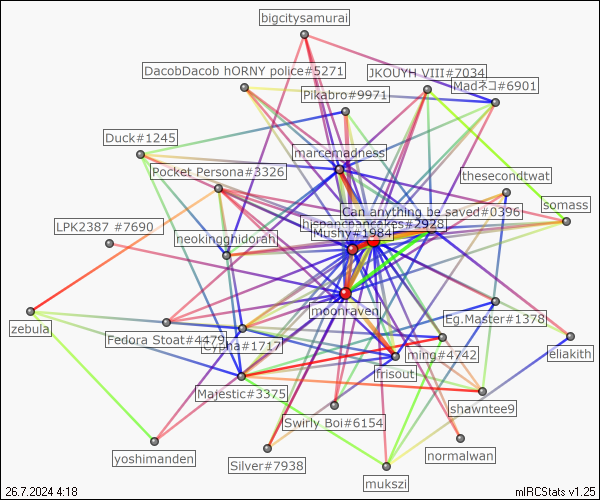 bigcitysamurai
DacobDacob hORNY police#5271
JKOUYH VIII#7034
Madネコ#6901
Pikabro#9971
Duck#1245
marcemadness
Pocket Persona#3326
thesecondtwat
somass
Can anything be saved#0396
LPK2387 #7690
hispanicpancakes#2928
Mushy#1984
neokingghidorah
moonraven
Eg.Master#1378
zebula
Fedora Stoat#4479
Cypha#1717
ming#4742
eliakith
frisout
Majestic#3375
shawntee9
Swirly Boi#6154
yoshimanden
Silver#7938
normalwan
mukszi
26.7.2024 4:18
mIRCStats v1.25